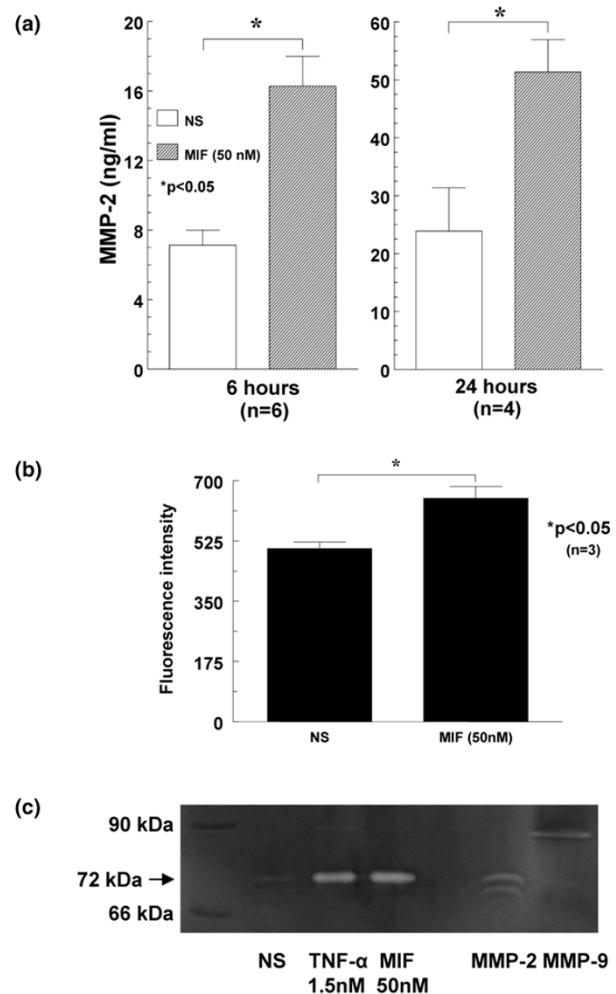 (a)
MMP-2 (ng/ml)
20
16
12
8
4
0
*
NS
MIF (50 nM)
*p<0.05
6 hours
(n=6)
60
50
40
30
20
10
0
*
24 hours
(n=4)
(b)
Fluorescence intensity
700
525
350
175
0
*
*p<0.05
(n=3)
NS
MIF (50nM)
(c)
90 kDa
72 kDa
66 kDa
NS TNF-α MIF MMP-2 MMP-9
1.5nM 50nM